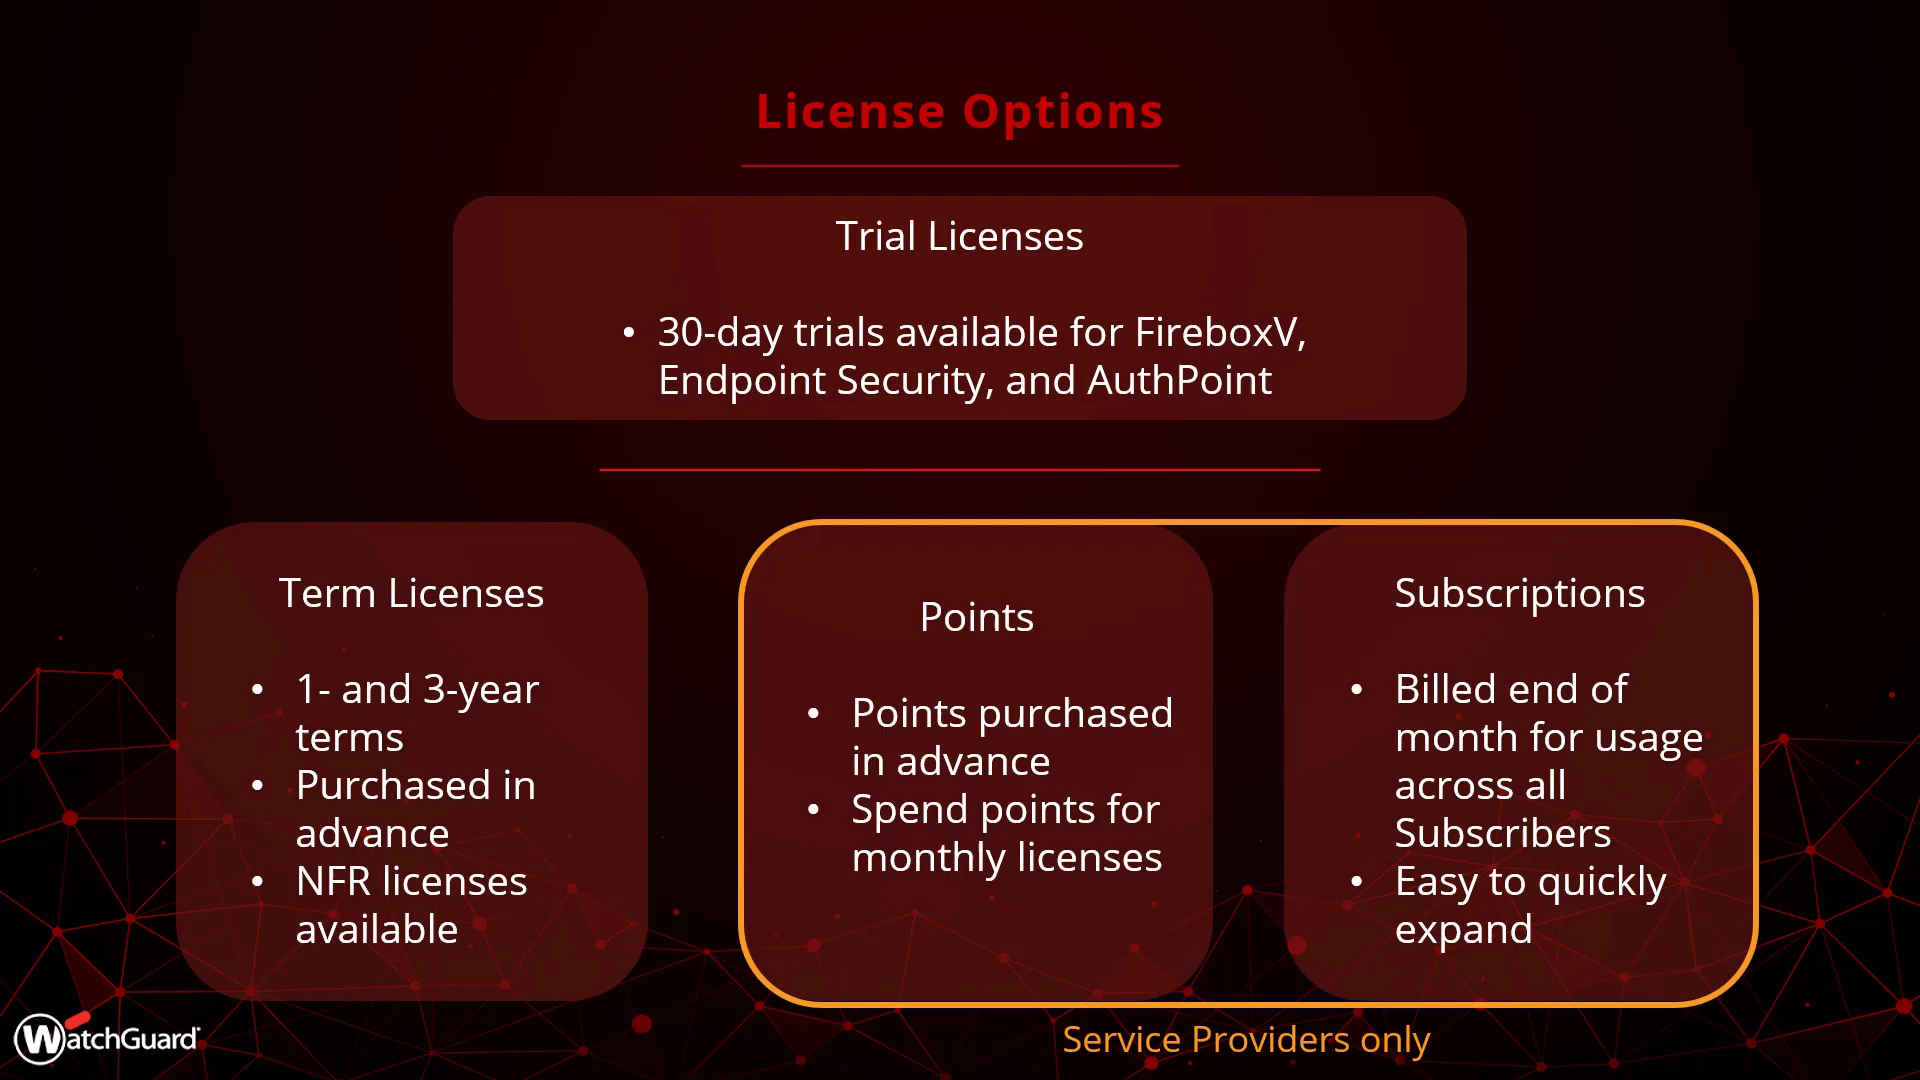 License Options
Trial Licenses
• 30-day trials available for FireboxV,
Endpoint Security, and AuthPoint
Term Licenses
• 1- and 3-year
terms
• Purchased in
advance
• NFR licenses
available
Points
• Points purchased
in advance
• Spend points for
monthly licenses
Subscriptions
• Billed end of
month for usage
across all
Subscribers
• Easy to quickly
expand
Service Providers only
WatchGuard